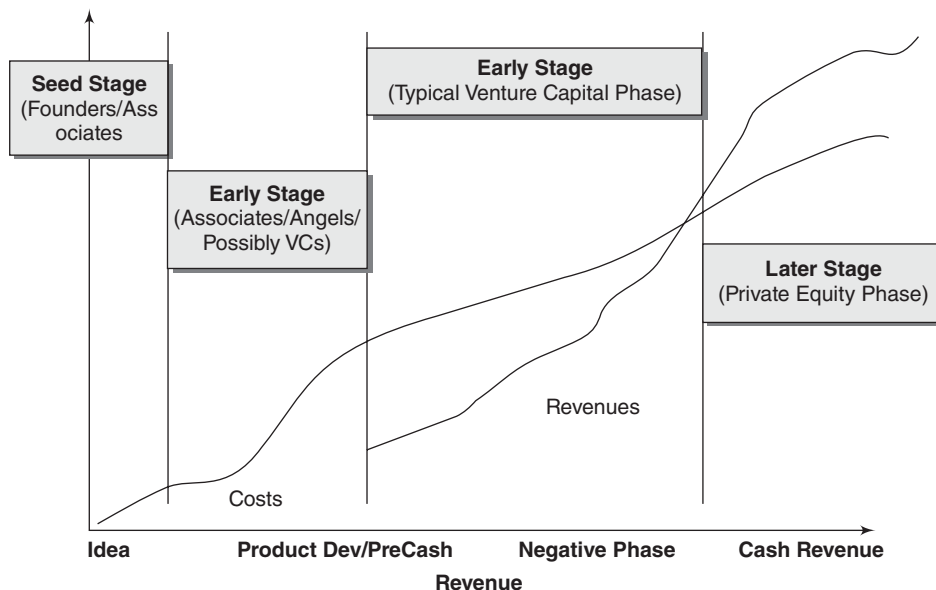 Seed Stage
(Founders/Ass
ociates
Early Stage
(Associates/Angels/
Possibly VCs)
Early Stage
(Typical Venture Capital Phase)
Later Stage
(Private Equity Phase)
Revenues
Costs
Idea
Product Dev/PreCash
Negative Phase
Cash Revenue
Revenue